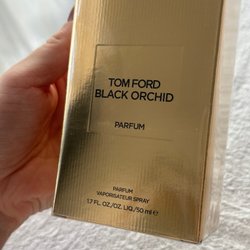 TOM FORD
BLACK ORCHID
PARFUM
PARFUM
VAPORISATEUR SPRAY
1.7 FL.OZ./OZ. LIQ./50 ml ℮